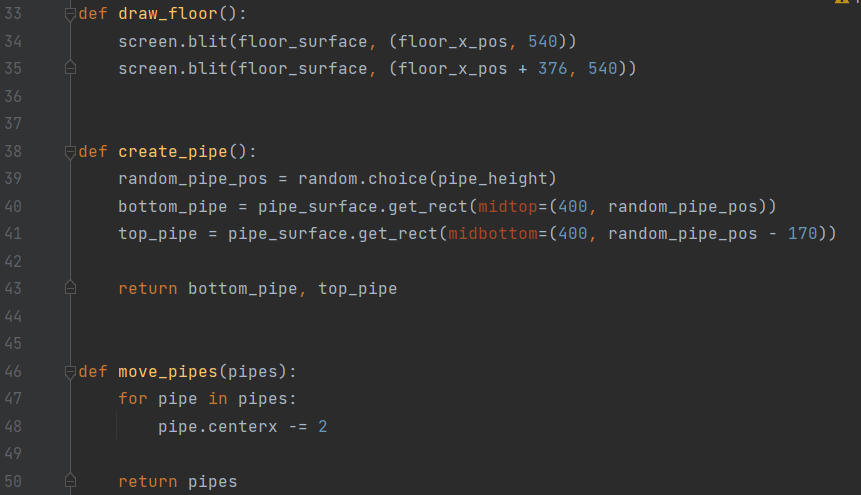 33 def draw_floor():
34     screen.blit(floor_surface, (floor_x_pos, 540))
35     screen.blit(floor_surface, (floor_x_pos + 376, 540))
36
37
38 def create_pipe():
39     random_pipe_pos = random.choice(pipe_height)
40     bottom_pipe = pipe_surface.get_rect(midtop=(400, random_pipe_pos))
41     top_pipe = pipe_surface.get_rect(midbottom=(400, random_pipe_pos - 170))
42
43     return bottom_pipe, top_pipe
44
45
46 def move_pipes(pipes):
47     for pipe in pipes:
48         pipe.centerx -= 2
49
50     return pipes